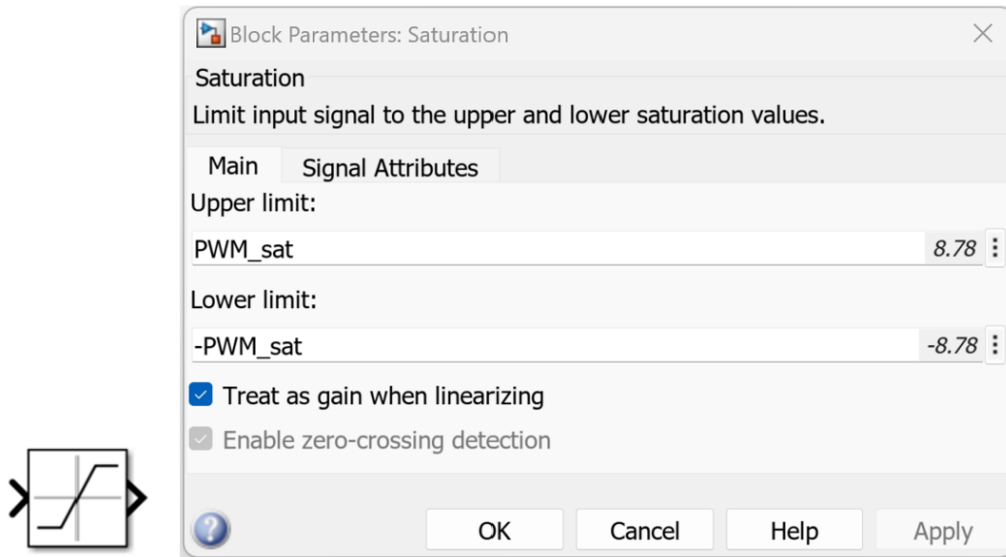 Block Parameters: Saturation
Saturation
Limit input signal to the upper and lower saturation values.
Main Signal Attributes
Upper limit:
PWM_sat 8.78
Lower limit:
-PWM_sat -8.78
Treat as gain when linearizing
Enable zero-crossing detection
? OK Cancel Help Apply